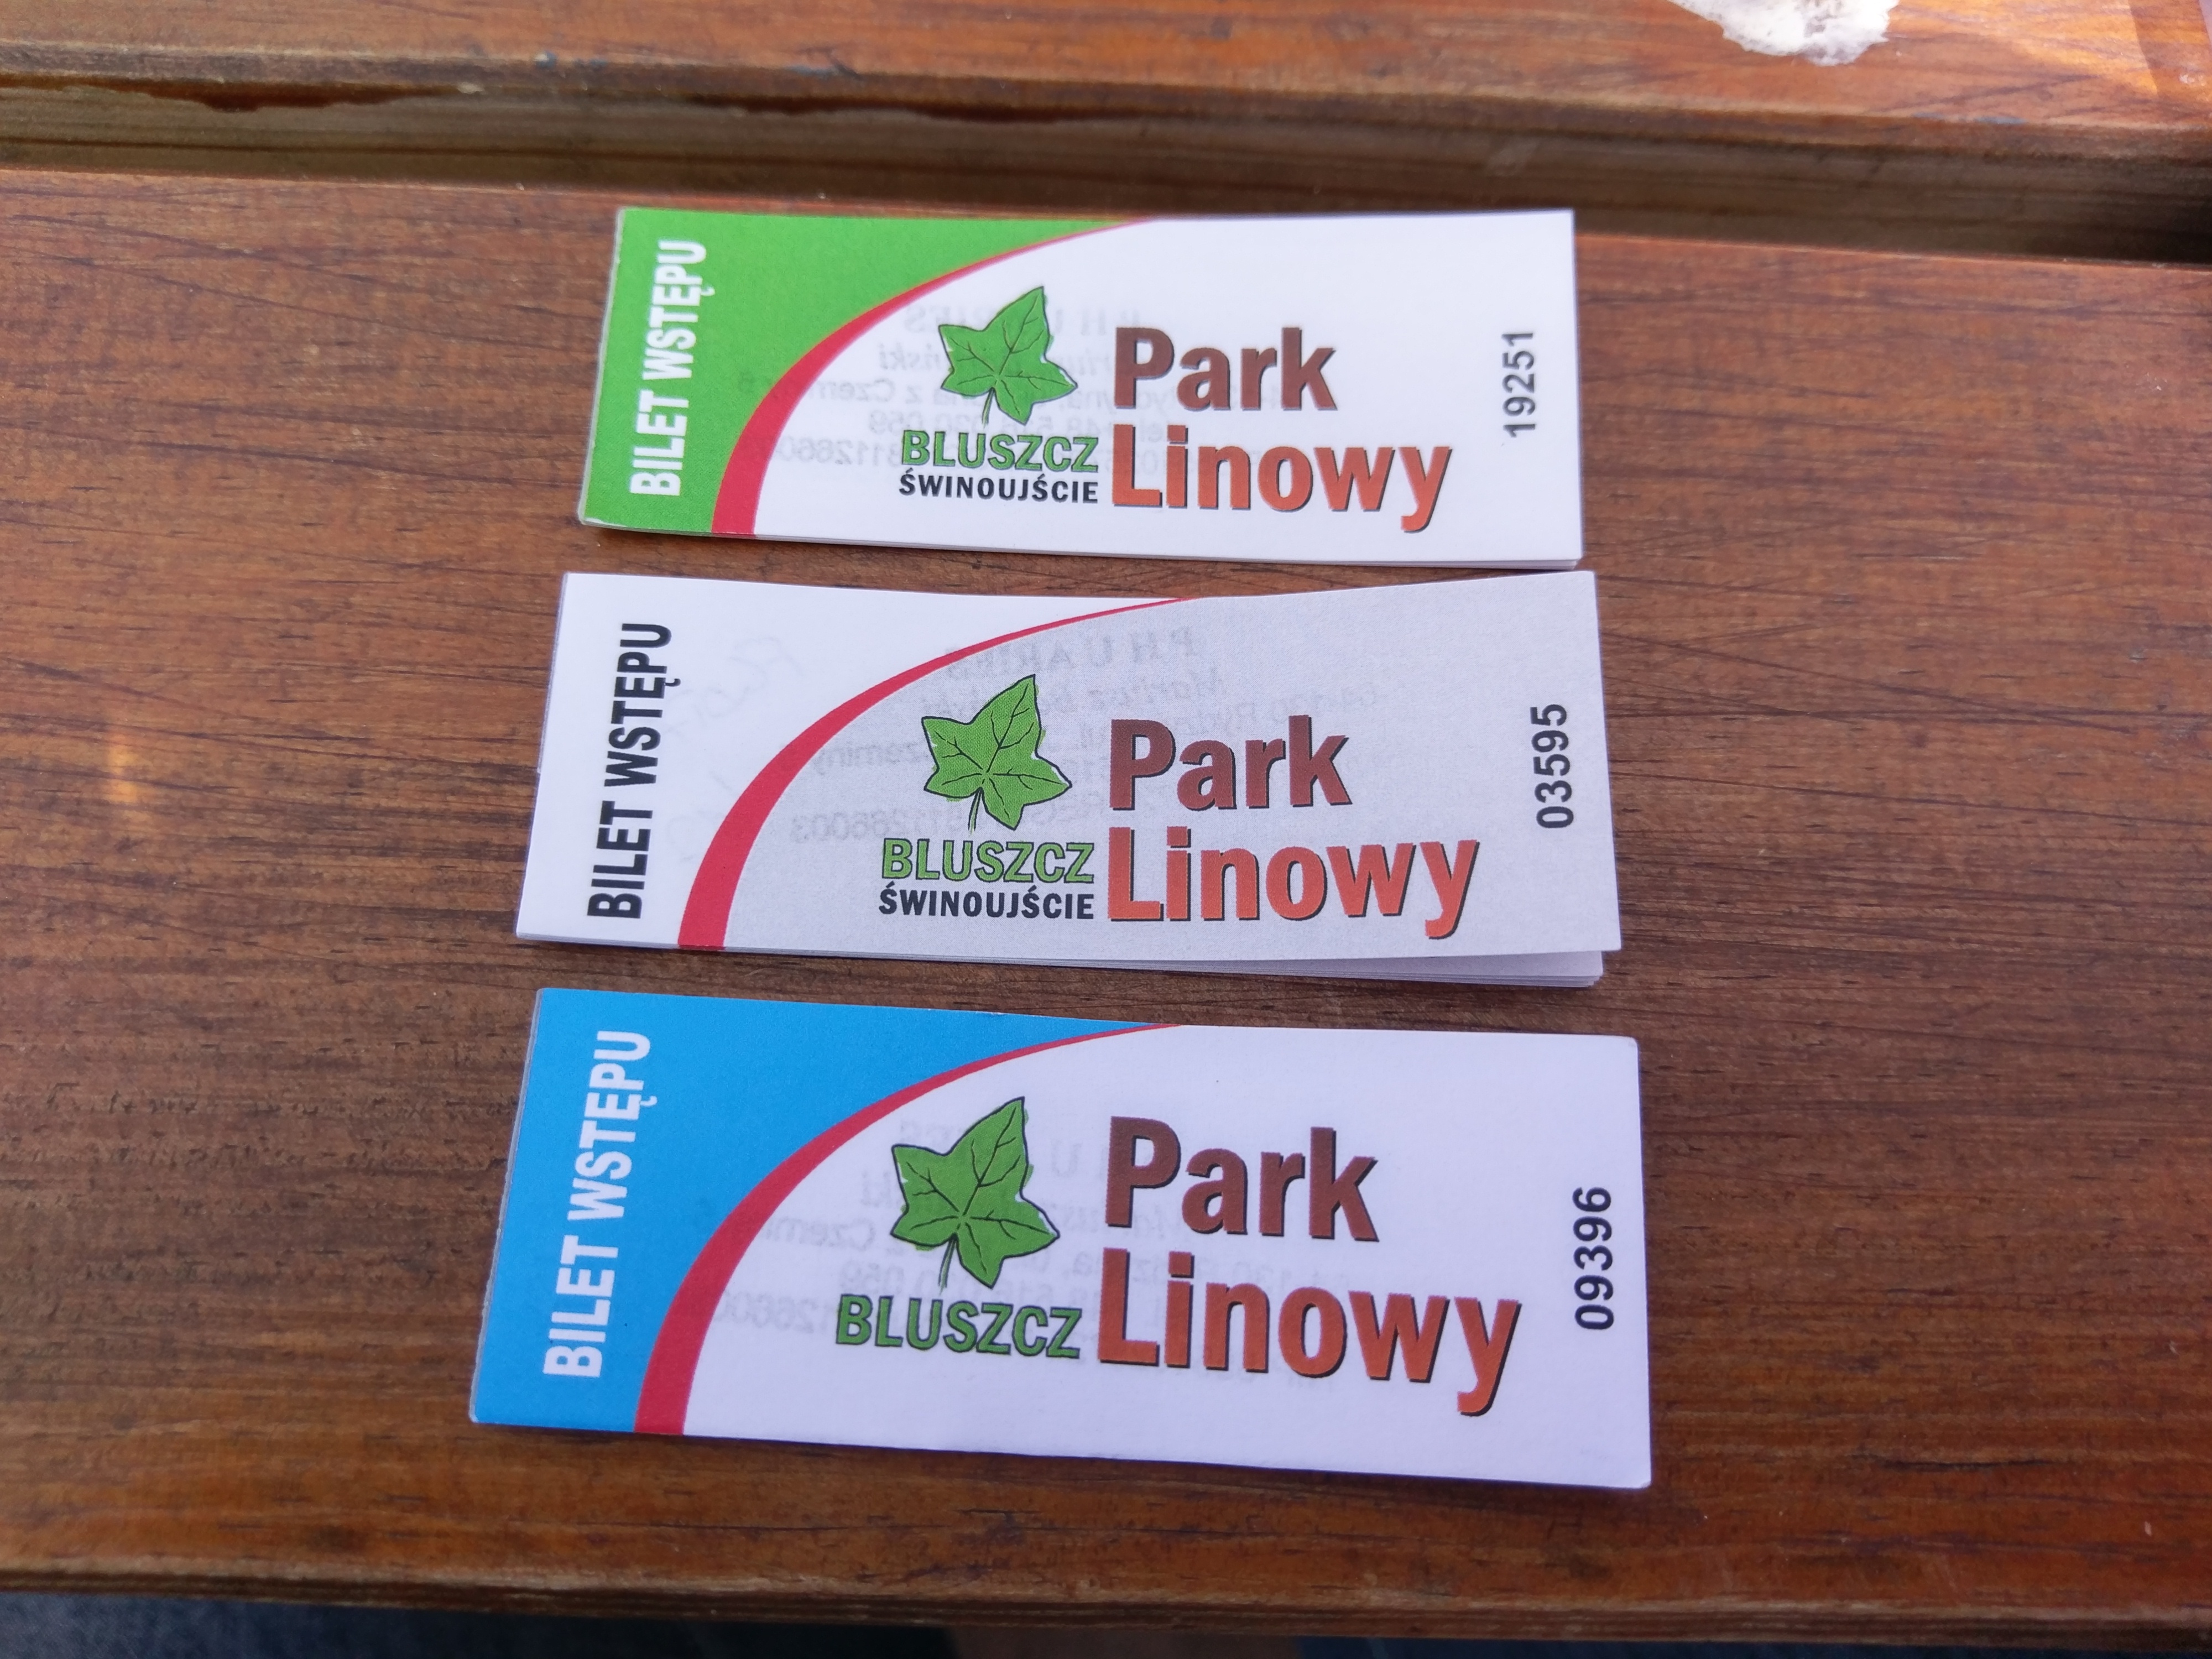 BILET WSTĘPU
BLUSZCZ
ŚWINOUJŚCIE
Park
Linowy
19251
BILET WSTĘPU
BLUSZCZ
ŚWINOUJŚCIE
Park
Linowy
03595
BILET WSTĘPU
BLUSZCZ
Park
Linowy
09396